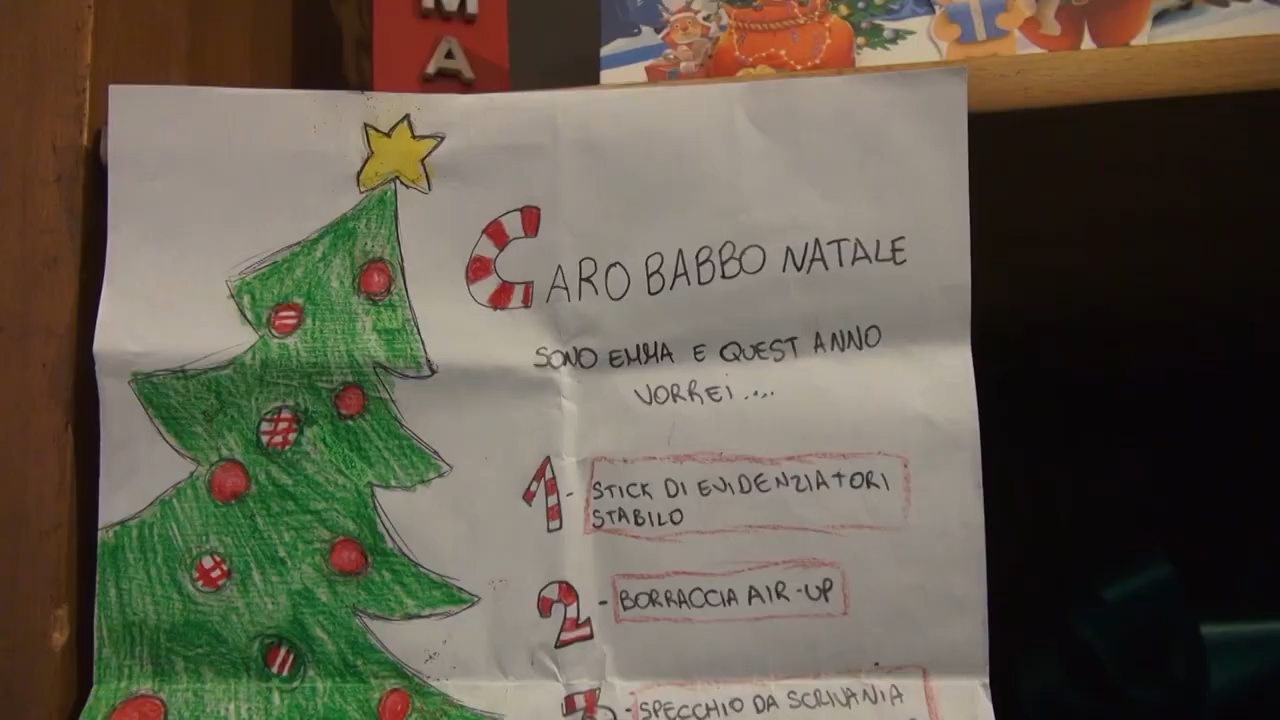 MA
CARO BABBO NATALE
SONO EMMA E QUEST ANNO
VORREI....
1- STICK DI EVIDENZIATORI
STABILO
2- BORRACCIA AIR-UP
3-SPECCHIO DA SCRIVANIA